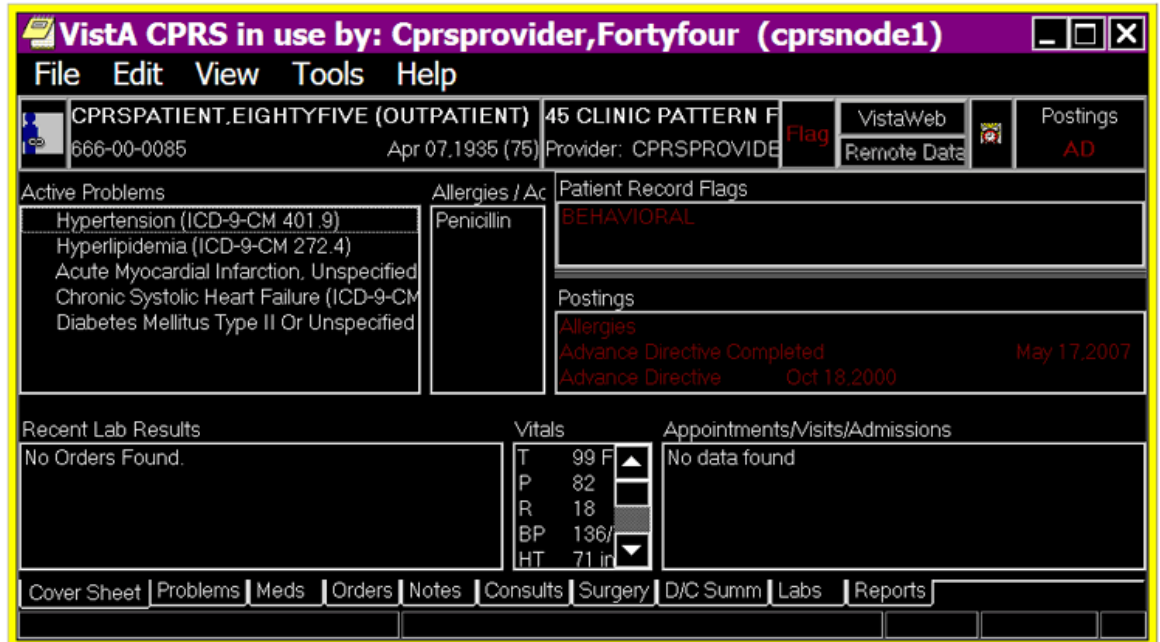 VistA CPRS in use by: Cprsprovider,Fortyfour (cprsnode1)
File Edit View Tools Help
CPRSPATIENT,EIGHTYFIVE (OUTPATIENT)
666-00-0085 Apr 07,1935 (75)
45 CLINIC PATTERN F
Provider: CPRSPROVIDE
Flag
VistaWeb
Remote Data
Postings
AD
Active Problems
Hypertension (ICD-9-CM 401.9)
Hyperlipidemia (ICD-9-CM 272.4)
Acute Myocardial Infarction, Unspecified
Chronic Systolic Heart Failure (ICD-9-CM
Diabetes Mellitus Type II Or Unspecified
Allergies / Ac
Penicillin
Patient Record Flags
BEHAVIORAL
Postings
Allergies
Advance Directive Completed May 17,2007
Advance Directive Oct 18,2000
Recent Lab Results
No Orders Found.
Vitals
T 99 F
P 82
R 18
BP 136/
HT 71 in
Appointments/Visits/Admissions
No data found
Cover Sheet Problems Meds Orders Notes Consults Surgery D/C Summ Labs Reports